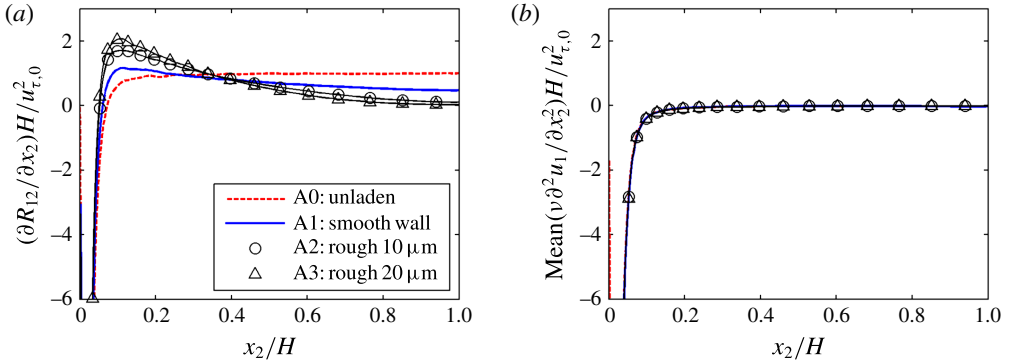 (a)
(∂R12/∂x2)H/u²τ,0
2
0
−2
−4
−6
A0: unladen
A1: smooth wall
A2: rough 10 μm
A3: rough 20 μm
0 0.2 0.4 0.6 0.8 1.0
x2/H
(b)
Mean(ν∂²u1/∂x2²)H/u²τ,0
2
0
−2
−4
−6
0 0.2 0.4 0.6 0.8 1.0
x2/H